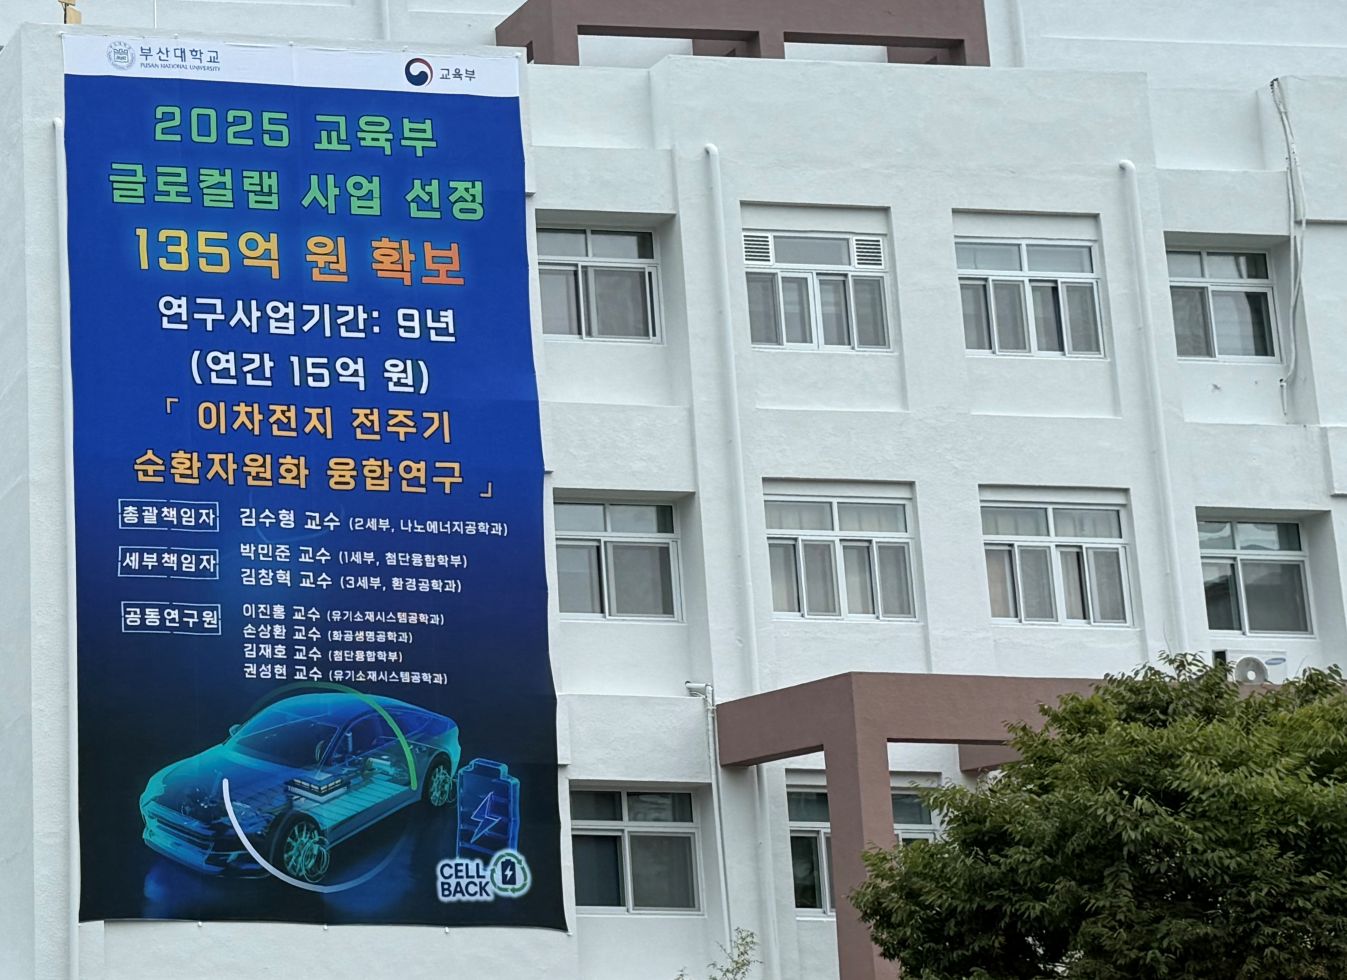 부산대학교
PUSAN NATIONAL UNIVERSITY
교육부
2025 교육부
글로컬랩 사업 선정
135억 원 확보
연구사업기간: 9년
(연간 15억 원)
「 이차전지 전주기
순환자원화 융합연구 」
총괄책임자 김수형 교수 (2세부, 나노에너지공학과)
세부책임자 박민준 교수 (1세부, 첨단융합학부)
김창혁 교수 (3세부, 환경공학과)
공동연구원 이진홍 교수 (유기소재시스템공학과)
손상환 교수 (화공생명공학과)
김재호 교수 (첨단융합학부)
권성현 교수 (유기소재시스템공학과)
CELL
BACK